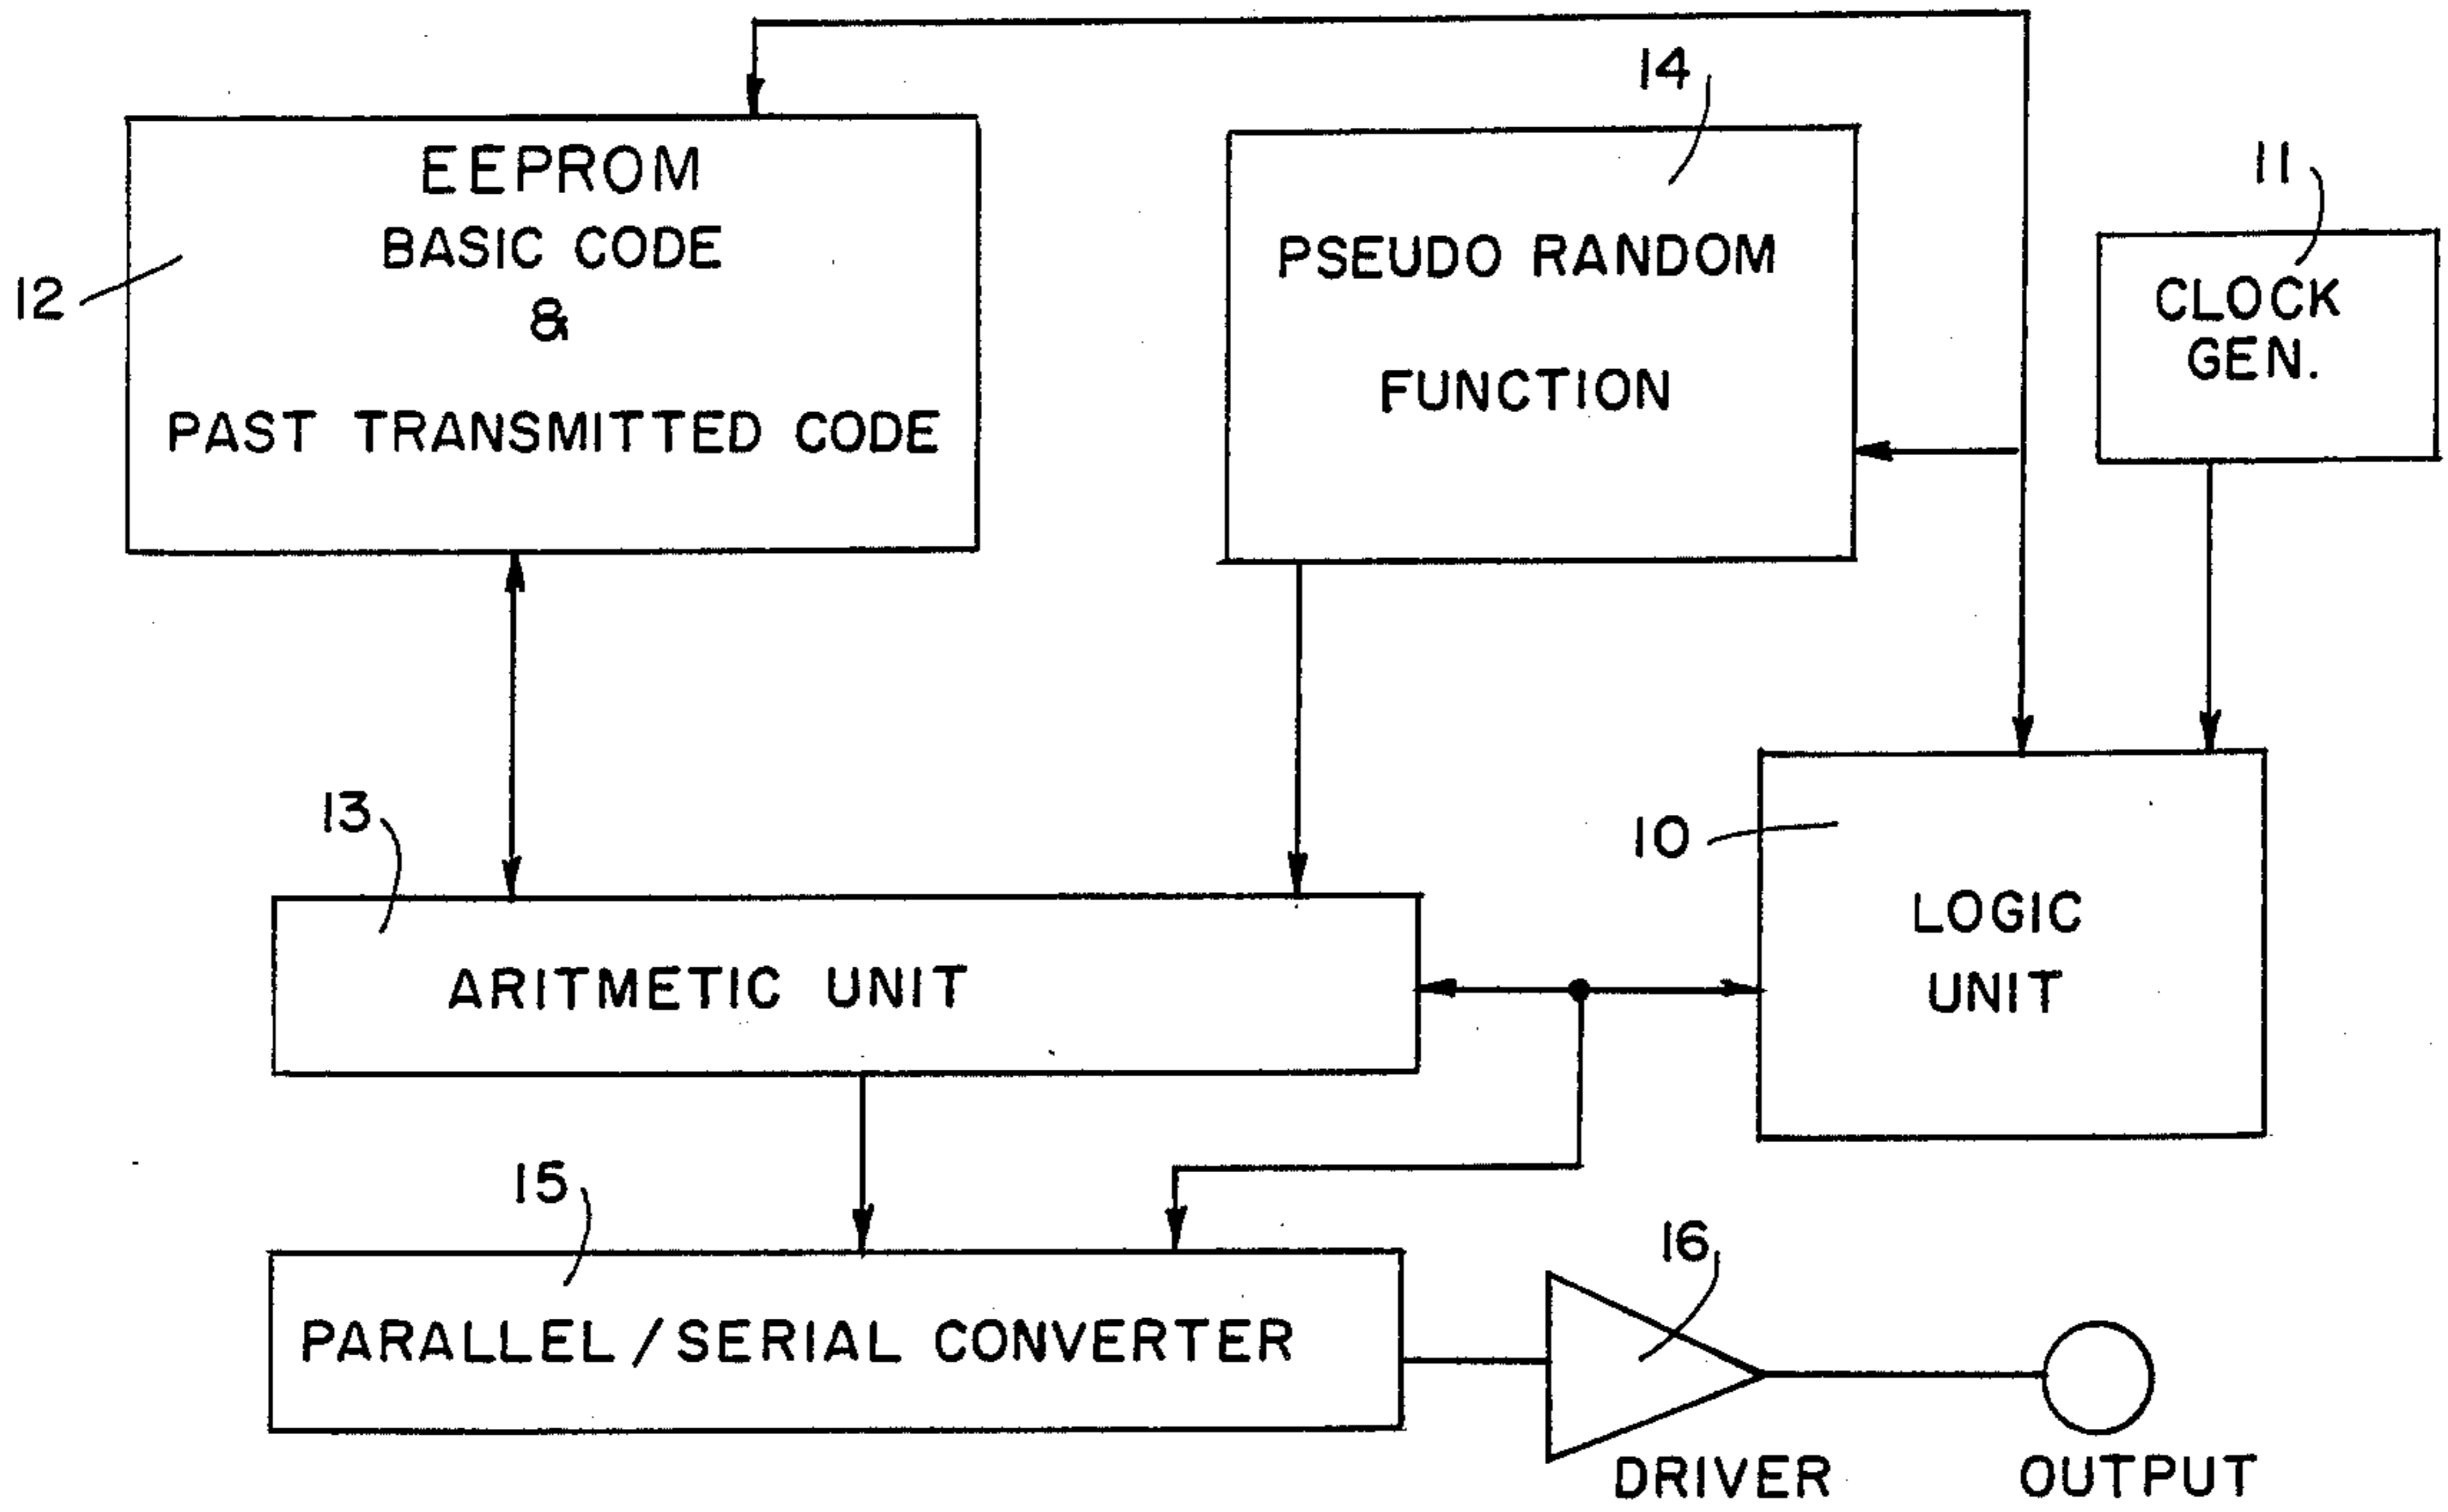 14
11
EEPROM
BASIC CODE
&
PAST TRANSMITTED CODE
12
PSEUDO RANDOM
FUNCTION
CLOCK
GEN.
13
10
LOGIC
UNIT
ARITMETIC UNIT
15
16
PARALLEL/SERIAL CONVERTER
DRIVER
OUTPUT